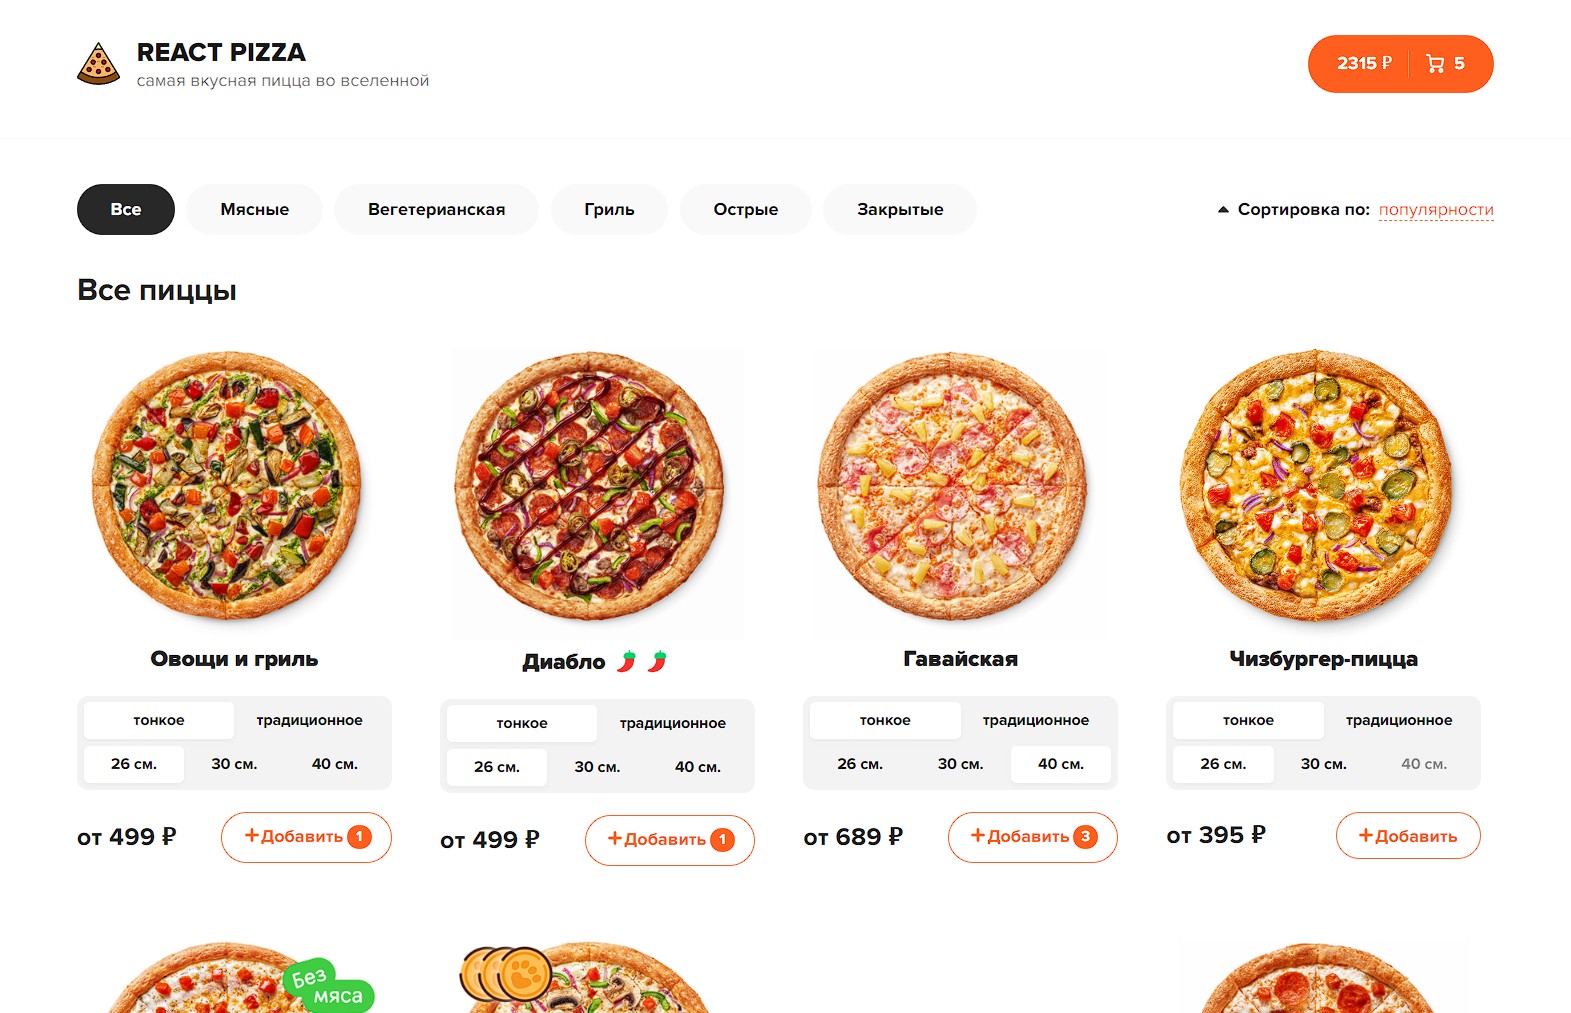 REACT PIZZA
самая вкусная пицца во вселенной
2315 ₽ 5
Все Мясные Вегетерианская Гриль Острые Закрытые Сортировка по: популярности
Все пиццы
Овощи и гриль
тонкое традиционное
26 см. 30 см. 40 см.
от 499 ₽ +Добавить 1
Диабло 🌶️ 🌶️
тонкое традиционное
26 см. 30 см. 40 см.
от 499 ₽ +Добавить 1
Гавайская
тонкое традиционное
26 см. 30 см. 40 см.
от 689 ₽ +Добавить 3
Чизбургер-пицца
тонкое традиционное
26 см. 30 см. 40 см.
от 395 ₽ +Добавить
Без
мяса